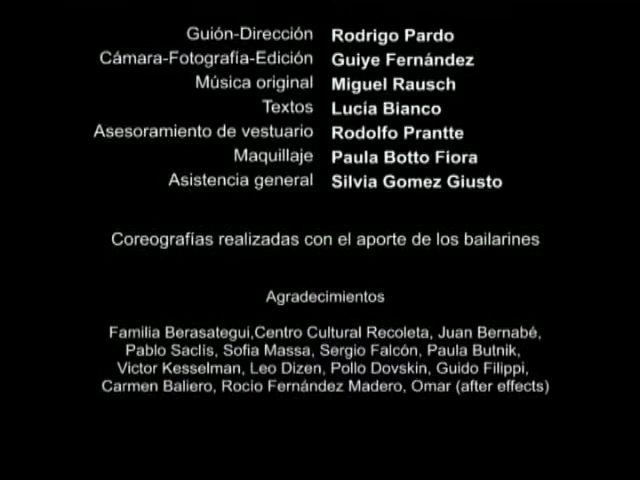 Guión-Dirección Rodrigo Pardo
Cámara-Fotografía-Edición Guiye Fernández
Música original Miguel Rausch
Textos Lucía Bianco
Asesoramiento de vestuario Rodolfo Prantte
Maquillaje Paula Botto Fiora
Asistencia general Silvia Gomez Giusto
Coreografías realizadas con el aporte de los bailarines
Agradecimientos
Familia Berasategui,Centro Cultural Recoleta, Juan Bernabé,
Pablo Saclis, Sofia Massa, Sergio Falcón, Paula Butnik,
Victor Kesselman, Leo Dizen, Pollo Dovskin, Guido Filippi,
Carmen Baliero, Rocio Fernández Madero, Omar (after effects)